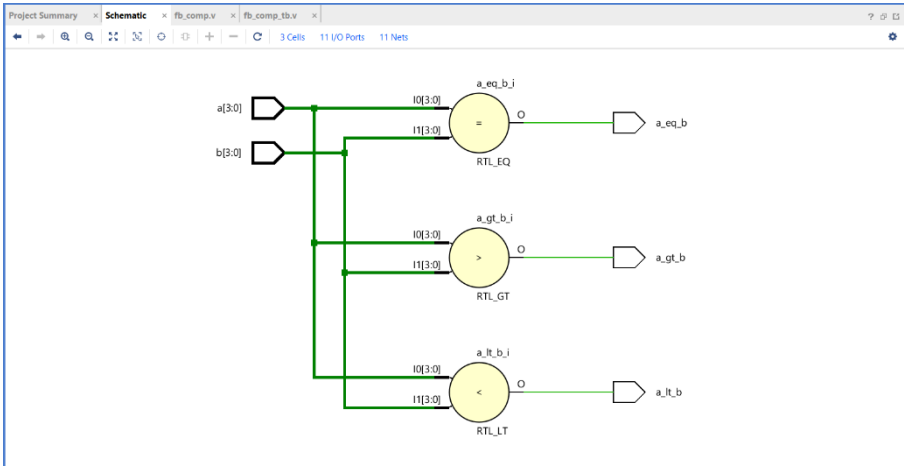 Project Summary × Schematic × fb_comp.v × fb_comp_tb.v × ?
3 Cells 11 I/O Ports 11 Nets
a_eq_b_i
a[3:0] I0[3:0] = O a_eq_b
b[3:0] I1[3:0]
RTL_EQ
a_gt_b_i
I0[3:0] > O a_gt_b
I1[3:0]
RTL_GT
a_lt_b_i
I0[3:0] < O a_lt_b
I1[3:0]
RTL_LT